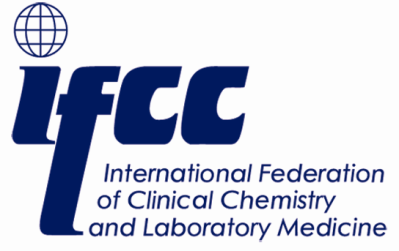 ifcc
International Federation
of Clinical Chemistry
and Laboratory Medicine